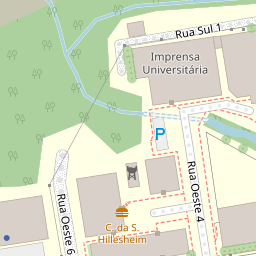 Rua Sul 1
Imprensa
Universitária
P
Rua Oeste 4
Rua Oeste 6
C. da S.
Hillesheim